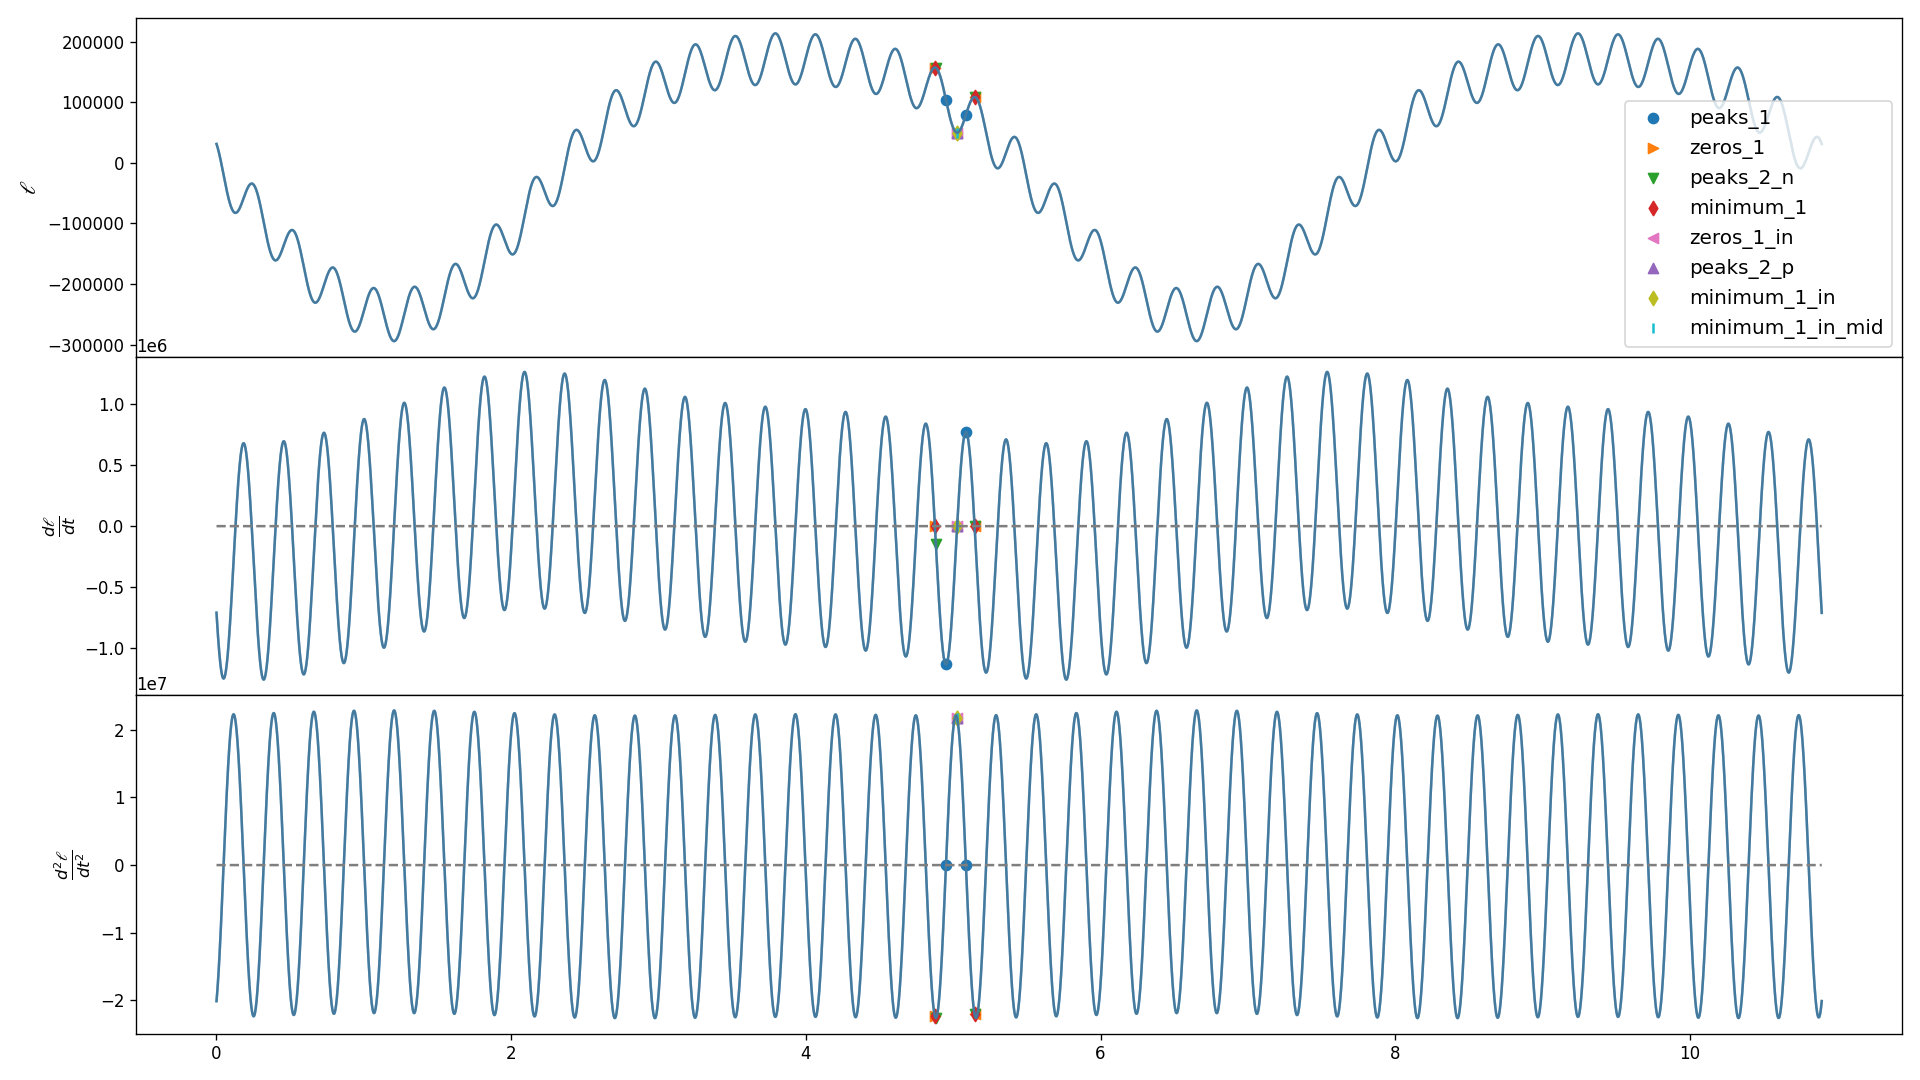 200000
100000
0
−100000
−200000
−300000
ℓ
peaks_1
zeros_1
peaks_2_n
minimum_1
zeros_1_in
peaks_2_p
minimum_1_in
minimum_1_in_mid
1e6
1.0
0.5
0.0
−0.5
−1.0
dℓ
dt
1e7
2
1
0
−1
−2
d²ℓ
dt²
0 2 4 6 8 10